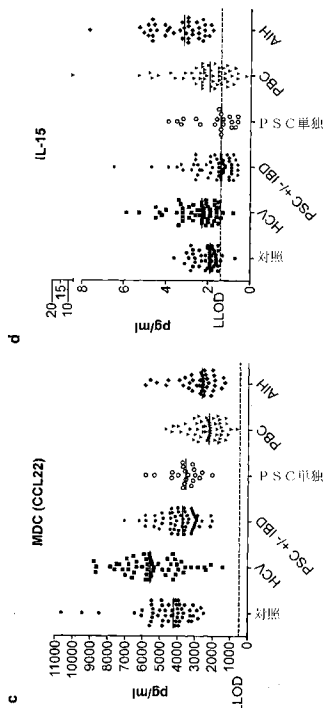 c
MDC (CCL22)
pg/ml
11000
10000
9000
8000
7000
6000
5000
4000
3000
2000
1000
0
LLOD
対照
HCV
PSC +/- IBD
PSC単独
PBC
AIH
d
IL-15
pg/ml
20
15
10
8
6
4
2
0
LLOD
対照
HCV
PSC +/- IBD
PSC単独
PBC
AIH